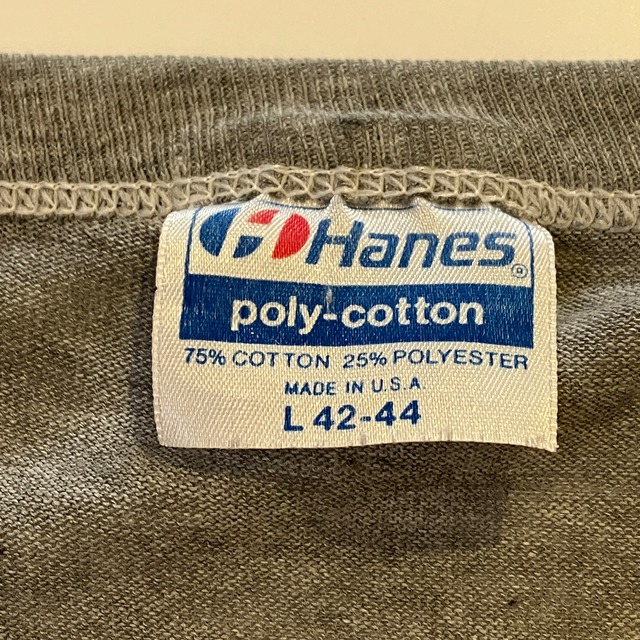 Hanes®
poly-cotton
75% COTTON 25% POLYESTER
MADE IN U.S.A.
L 42-44